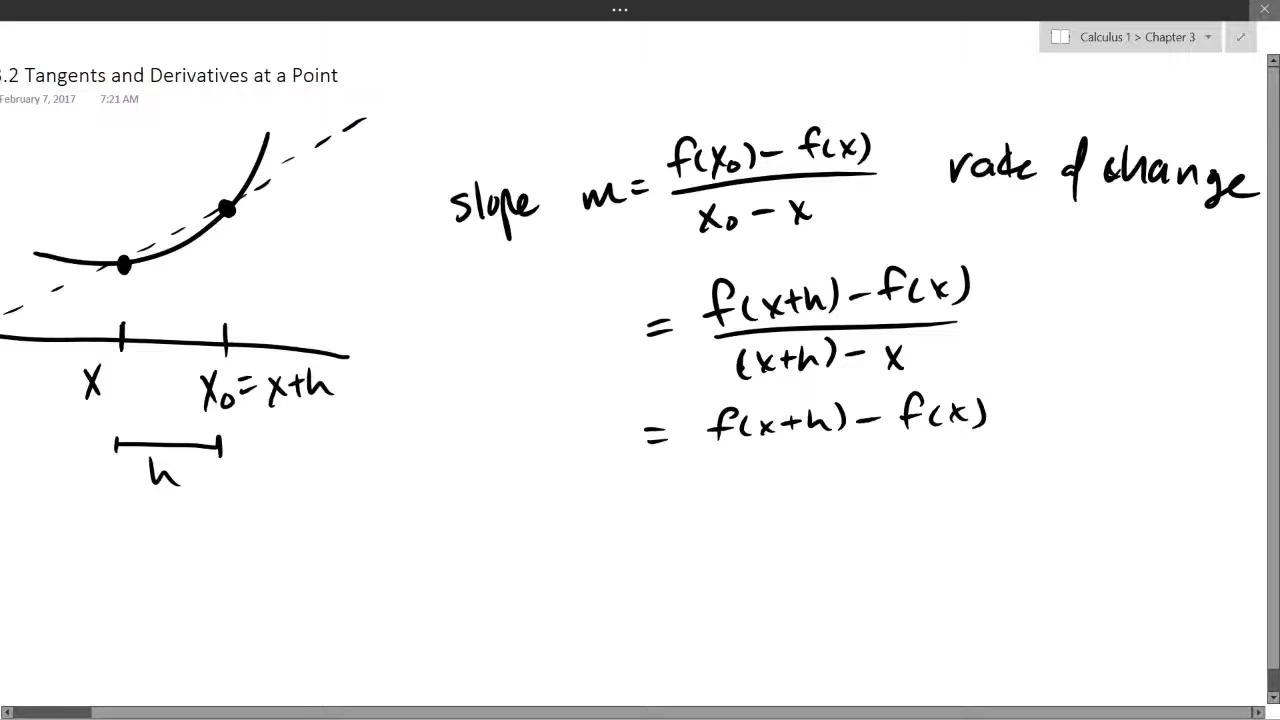 ...
Calculus 1 > Chapter 3
3.2 Tangents and Derivatives at a Point
February 7, 2017 7:21 AM
slope m = f(x₀) - f(x) rate of change
x₀ - x
= f(x+h) - f(x)
(x+h) - x
= f(x+h) - f(x)
x x₀ = x+h
h